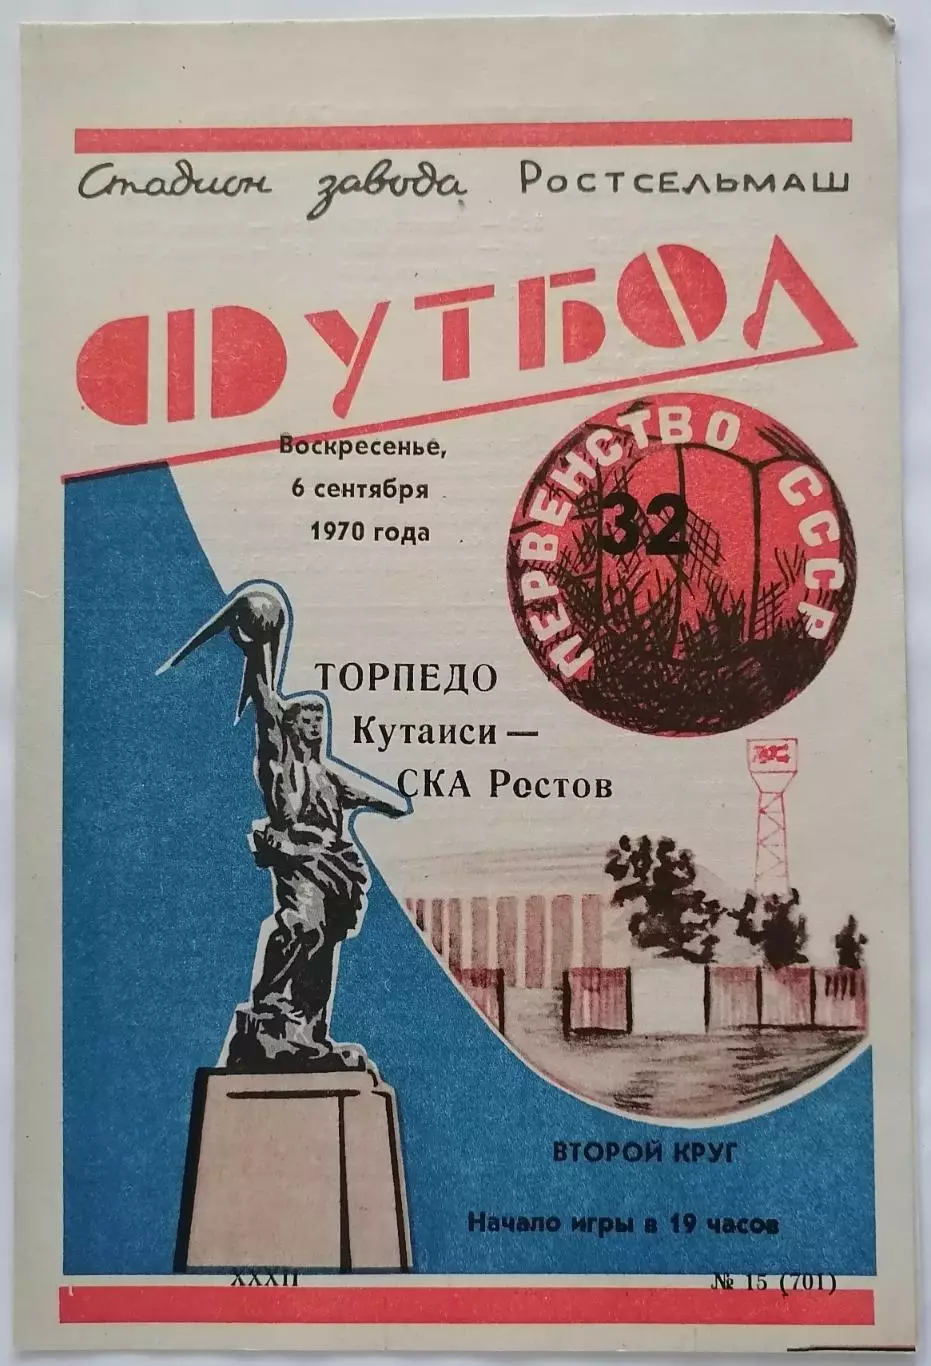 Стадион завода Ростсельмаш
ФУТБОЛ
Воскресенье,
6 сентября
1970 года
ПЕРВЕНСТВО СССР
32
ТОРПЕДО
Кутаиси —
СКА Ростов
ВТОРОЙ КРУГ
Начало игры в 19 часов
XXXII
№ 15 (701)